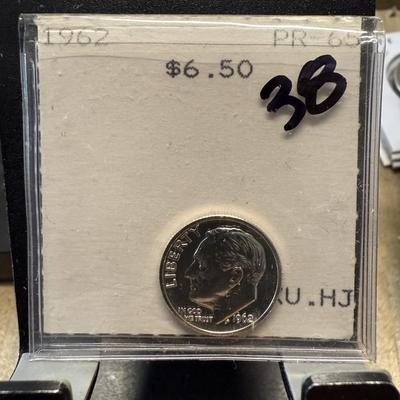 1962 PR-65
$6.50
38
LIBERTY
IN GOD
WE TRUST
1962
U.HJ